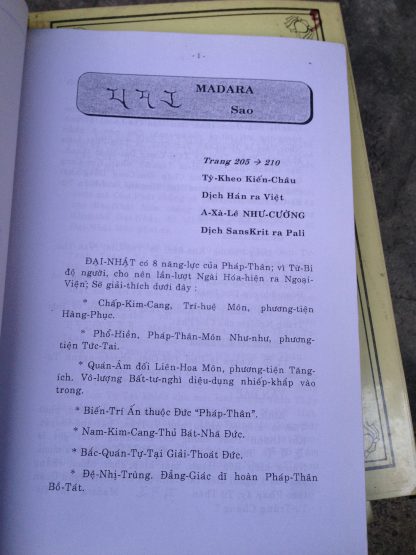 - 1 -
MADARA
Sao
Trang 205 → 210
Tỳ-Kheo Kiến-Châu
Dịch Hán ra Việt
A-Xà-Lê NHƯ-CƯỜNG
Dịch SansKrit ra Pali
ĐẠI-NHẬT có 8 năng-lực của Pháp-Thân; vì Từ-Bi
độ người, cho nên lần-lượt Ngài Hóa-hiện ra Ngoại-
Viện; Sẽ giải-thích dưới đây :
* Chấp-Kim-Cang, Trí-huệ Môn, phương-tiện
Hàng-Phục.
* Phổ-Hiền, Pháp-Thân-Môn Như-như, phương-
tiện Tức-Tai.
* Quán-Âm đối Liên-Hoa Môn, phương-tiện Tăng-
ích. Vô-lượng Bất-tư-nghì diệu-dụng nhiếp-khắp vào
trong.
* Biến-Trí Ấn thuộc Đức “Pháp-Thân”.
* Nam-Kim-Cang-Thủ Bát-Nhã Đức.
* Bắc-Quán-Tự-Tại Giải-Thoát Đức.
* Đệ-Nhị-Trùng. Đẳng-Giác dĩ hoàn Pháp-Thân
Bồ-Tát.